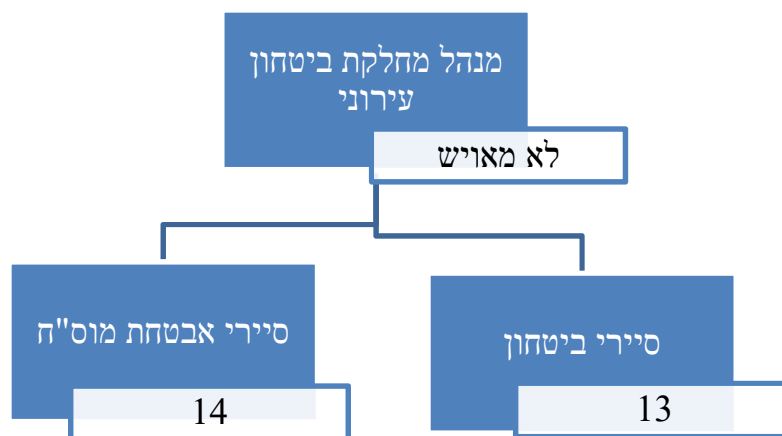 מנהל מחלקת ביטחון
עירוני
לא מאויש
סיירי ביטחון
13
סיירי אבטחת מוס"ח
14